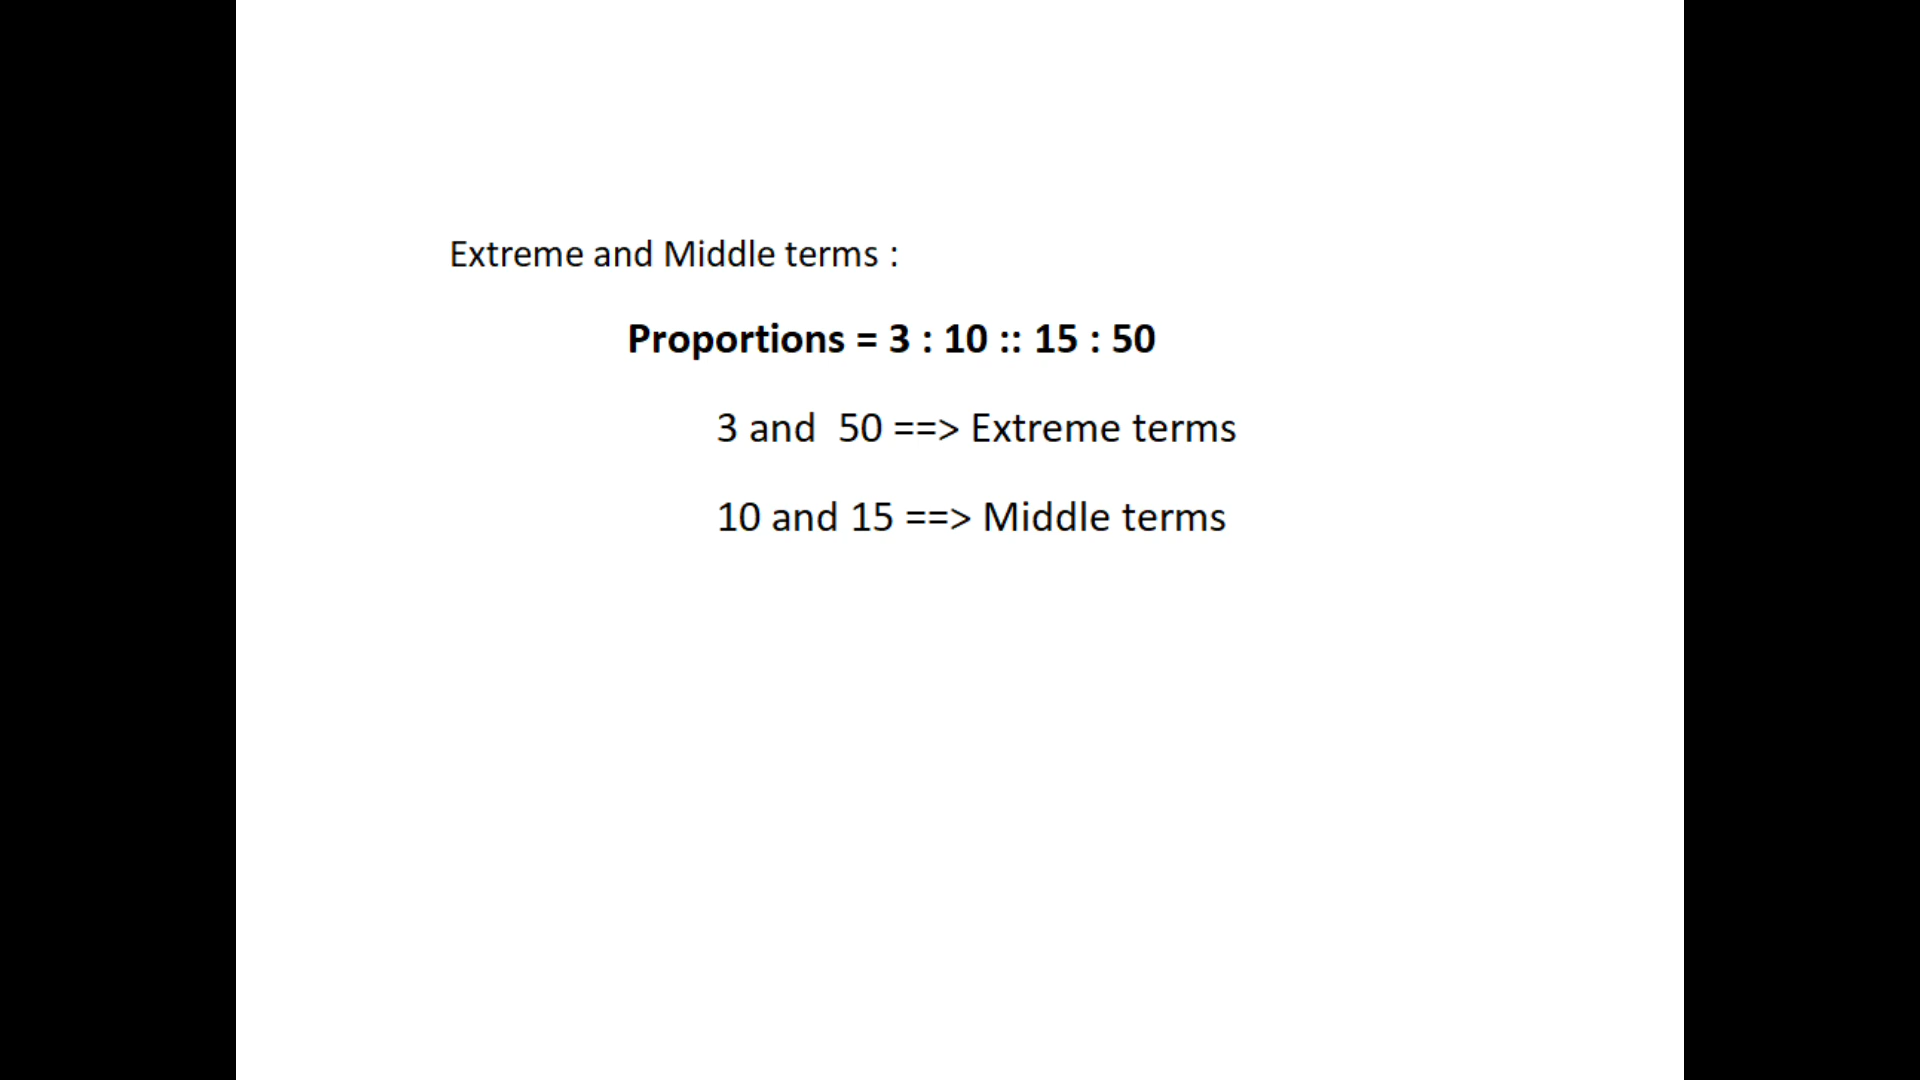 Extreme and Middle terms :
Proportions = 3 : 10 :: 15 : 50
3 and  50 ==> Extreme terms
10 and 15 ==> Middle terms